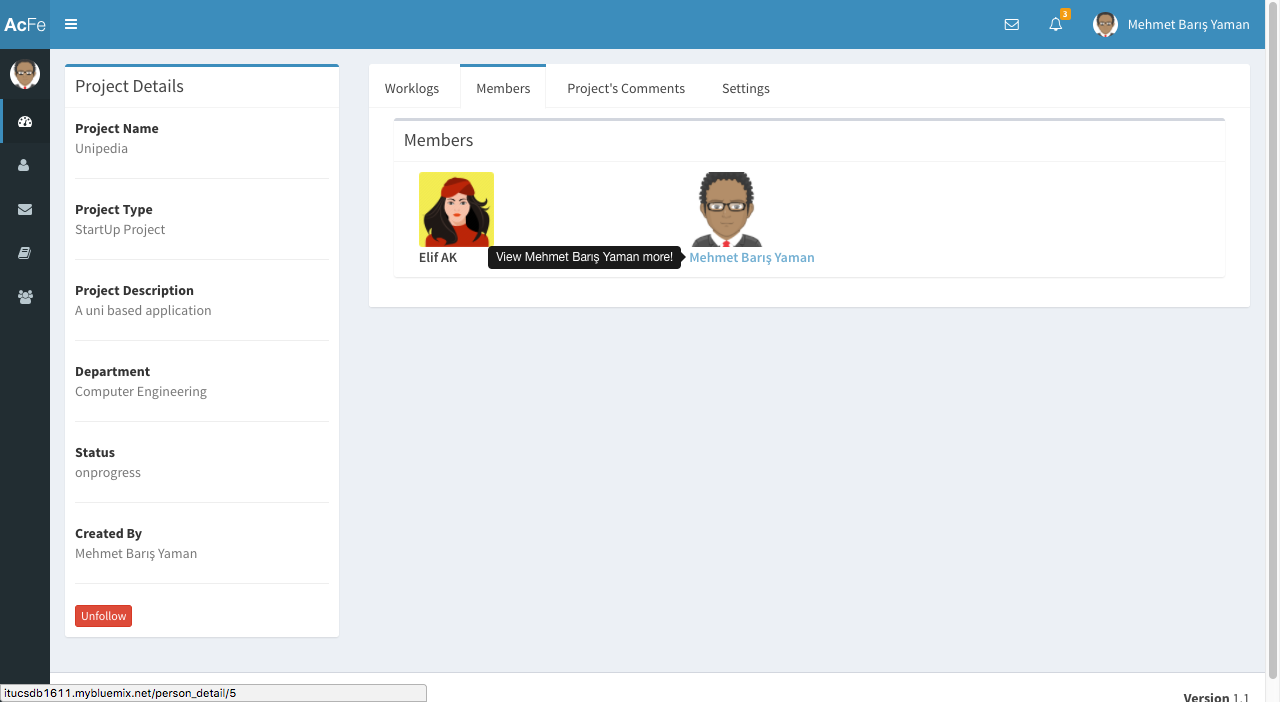 AcFe
3
Mehmet Barış Yaman
Project Details
Project Name
Unipedia
Project Type
StartUp Project
Project Description
A uni based application
Department
Computer Engineering
Status
onprogress
Created By
Mehmet Barış Yaman
Unfollow
Worklogs
Members
Project's Comments
Settings
Members
Elif AK
View Mehmet Barış Yaman more!
Mehmet Barış Yaman
itucsdb1611.mybluemix.net/person_detail/5
Version 1.1